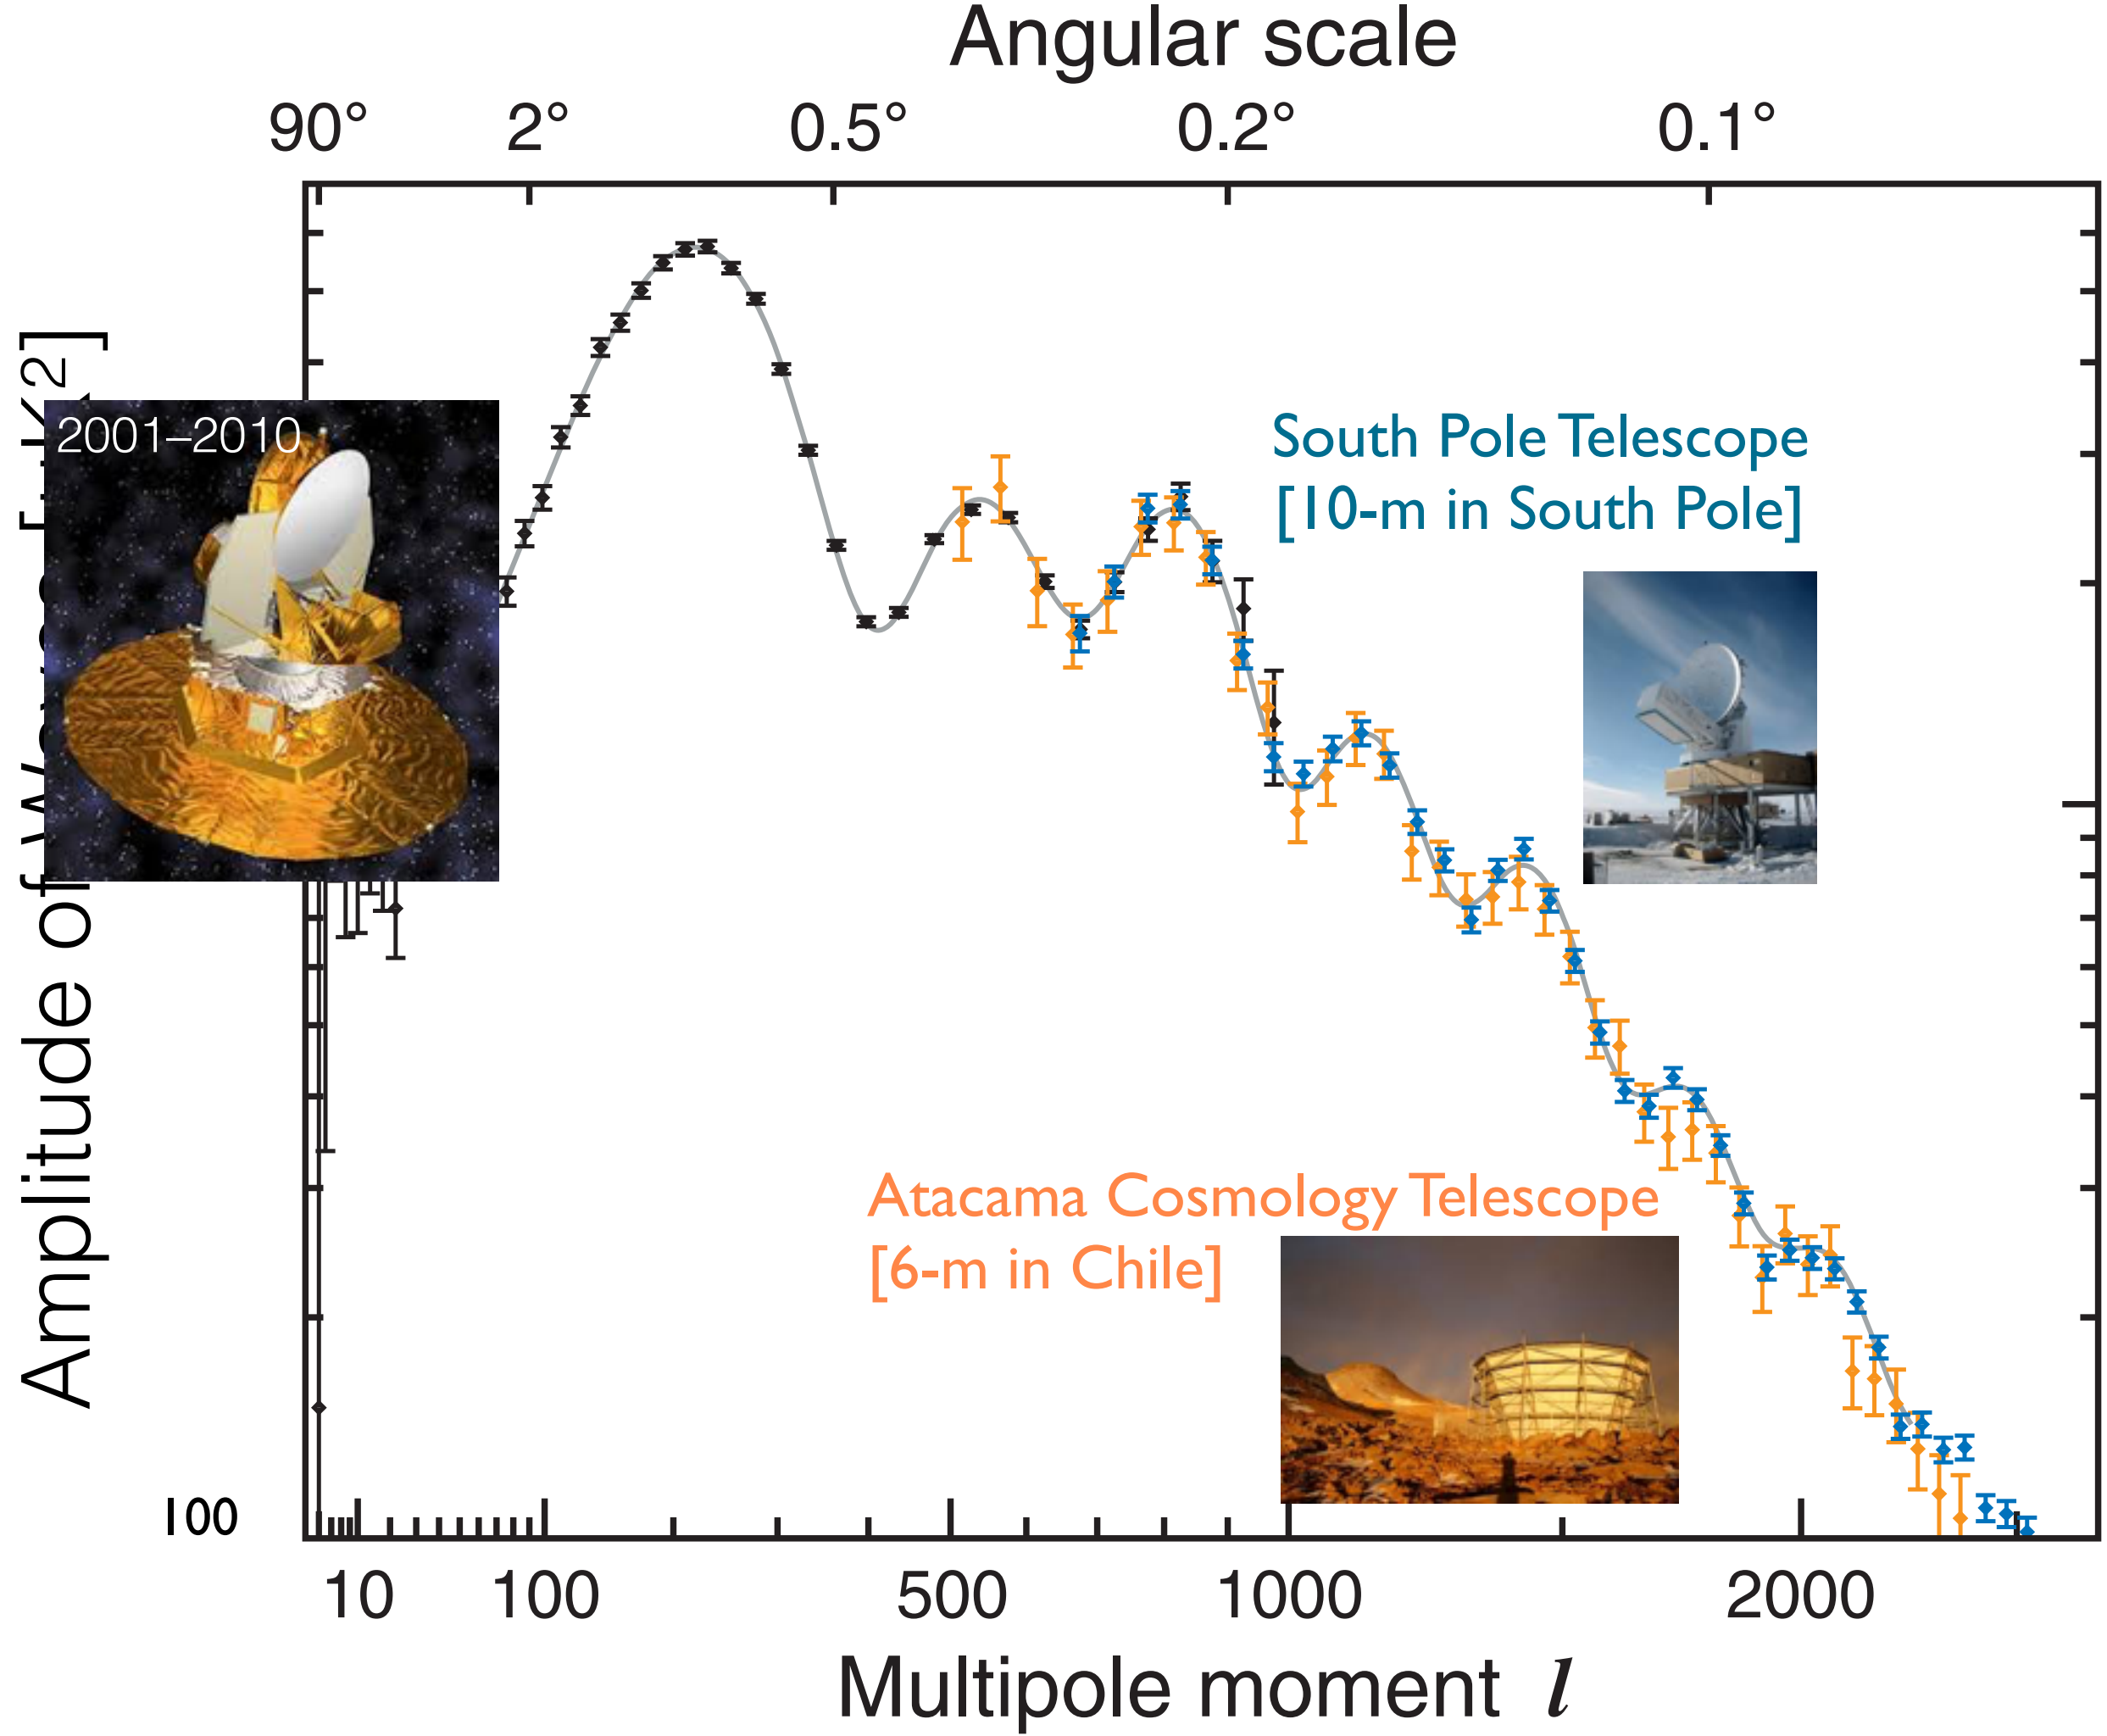 Angular scale
90° 2° 0.5° 0.2° 0.1°
2001–2010
South Pole Telescope
[10-m in South Pole]
Atacama Cosmology Telescope
[6-m in Chile]
Amplitude of
100
10 100 500 1000 2000
Multipole moment l